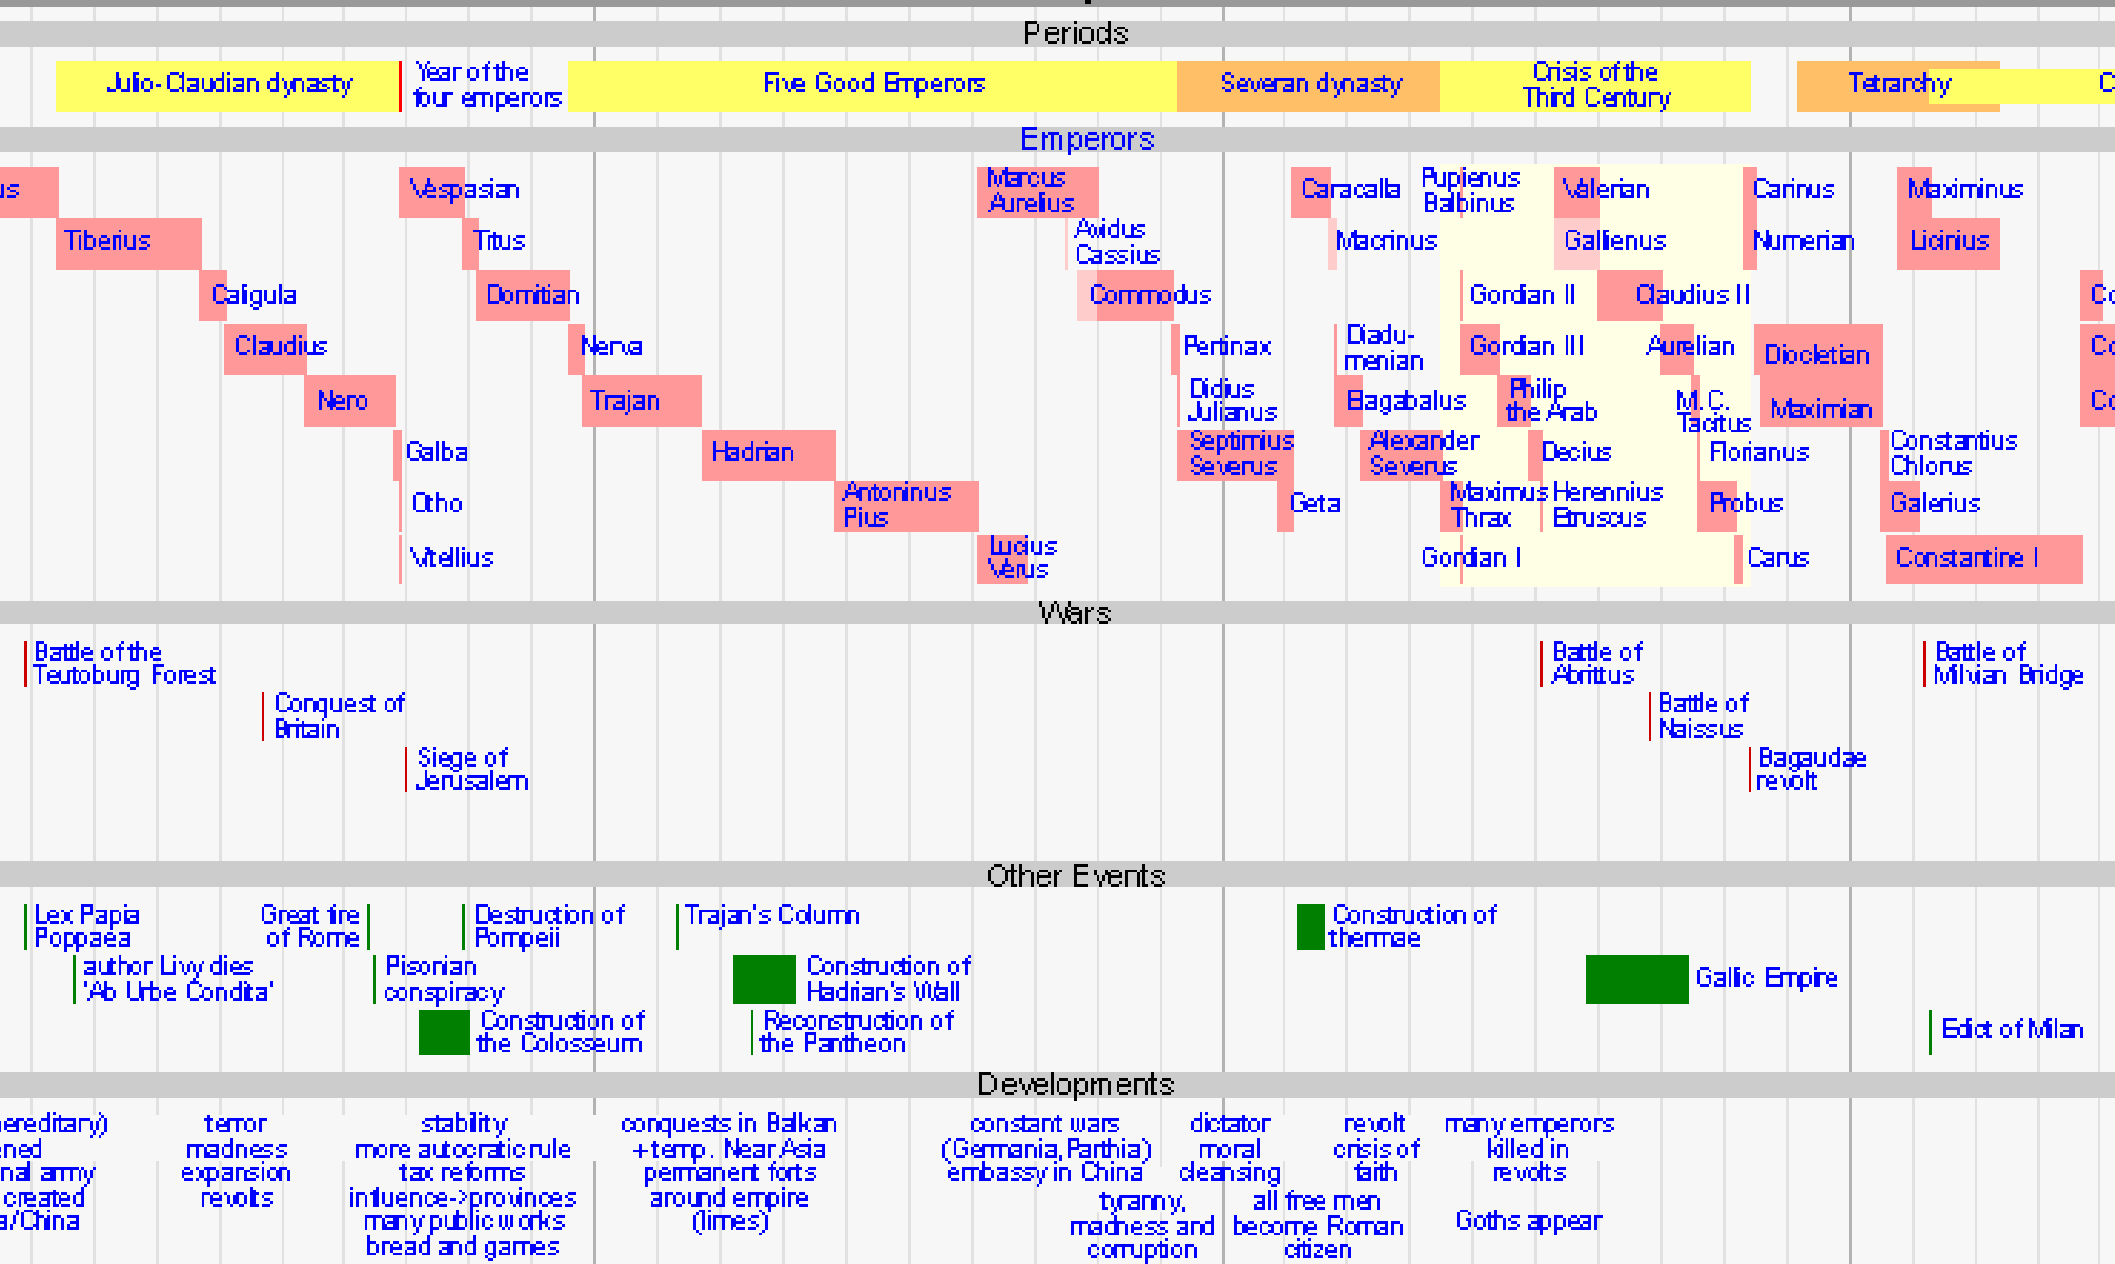 Periods
Julio-Claudian dynasty
Year of the
four emperors
Five Good Emperors
Severan dynasty
Crisis of the
Third Century
Tetrarchy
C
Emperors
us
Vespasian
Marcus
Aurelius
Caracalla
Pupienus
Balbinus
Valerian
Carinus
Maximinus
Tiberius
Titus
Avidus
Cassius
Macrinus
Gallienus
Numerian
Licinius
Caligula
Domitian
Commodus
Gordian II
Claudius II
Co
Claudius
Nerva
Pertinax
Diadu-
menian
Gordian III
Aurelian
Diocletian
Co
Nero
Trajan
Didius
Julianus
Elagabalus
Philip
the Arab
M.C.
Tacitus
Maximian
Co
Galba
Hadrian
Septimius
Severus
Alexander
Severus
Decius
Florianus
Constantius
Chlorus
Otho
Antoninus
Pius
Geta
Maximus
Thrax
Herennius
Etruscus
Probus
Galerius
Vitellius
Lucius
Verus
Gordian I
Carus
Constantine I
Wars
Battle of the
Teutoburg Forest
Battle of
Abrittus
Battle of
Milvian Bridge
Conquest of
Britain
Battle of
Naissus
Siege of
Jerusalem
Bagaudae
revolt
Other Events
Lex Papia
Poppaea
Great fire
of Rome
Destruction of
Pompeii
Trajan's Column
Construction of
thermae
author Livy dies
'Ab Urbe Condita'
Pisonian
conspiracy
Construction of
Hadrian's Wall
Gallic Empire
Construction of
the Colosseum
Reconstruction of
the Pantheon
Edict of Milan
Developments
ereditary)
ned
nal army
created
a/China
terror
madness
expansion
revolts
stability
more autocratic rule
tax reforms
influence->provinces
many public works
bread and games
conquests in Balkan
+temp. Near Asia
permanent forts
around empire
(limes)
constant wars
(Germania, Parthia)
embassy in China
tyranny,
madness and
corruption
dictator
moral
cleansing
all free men
become Roman
citizen
revolt
crisis of
faith
many emperors
killed in
revolts
Goths appear